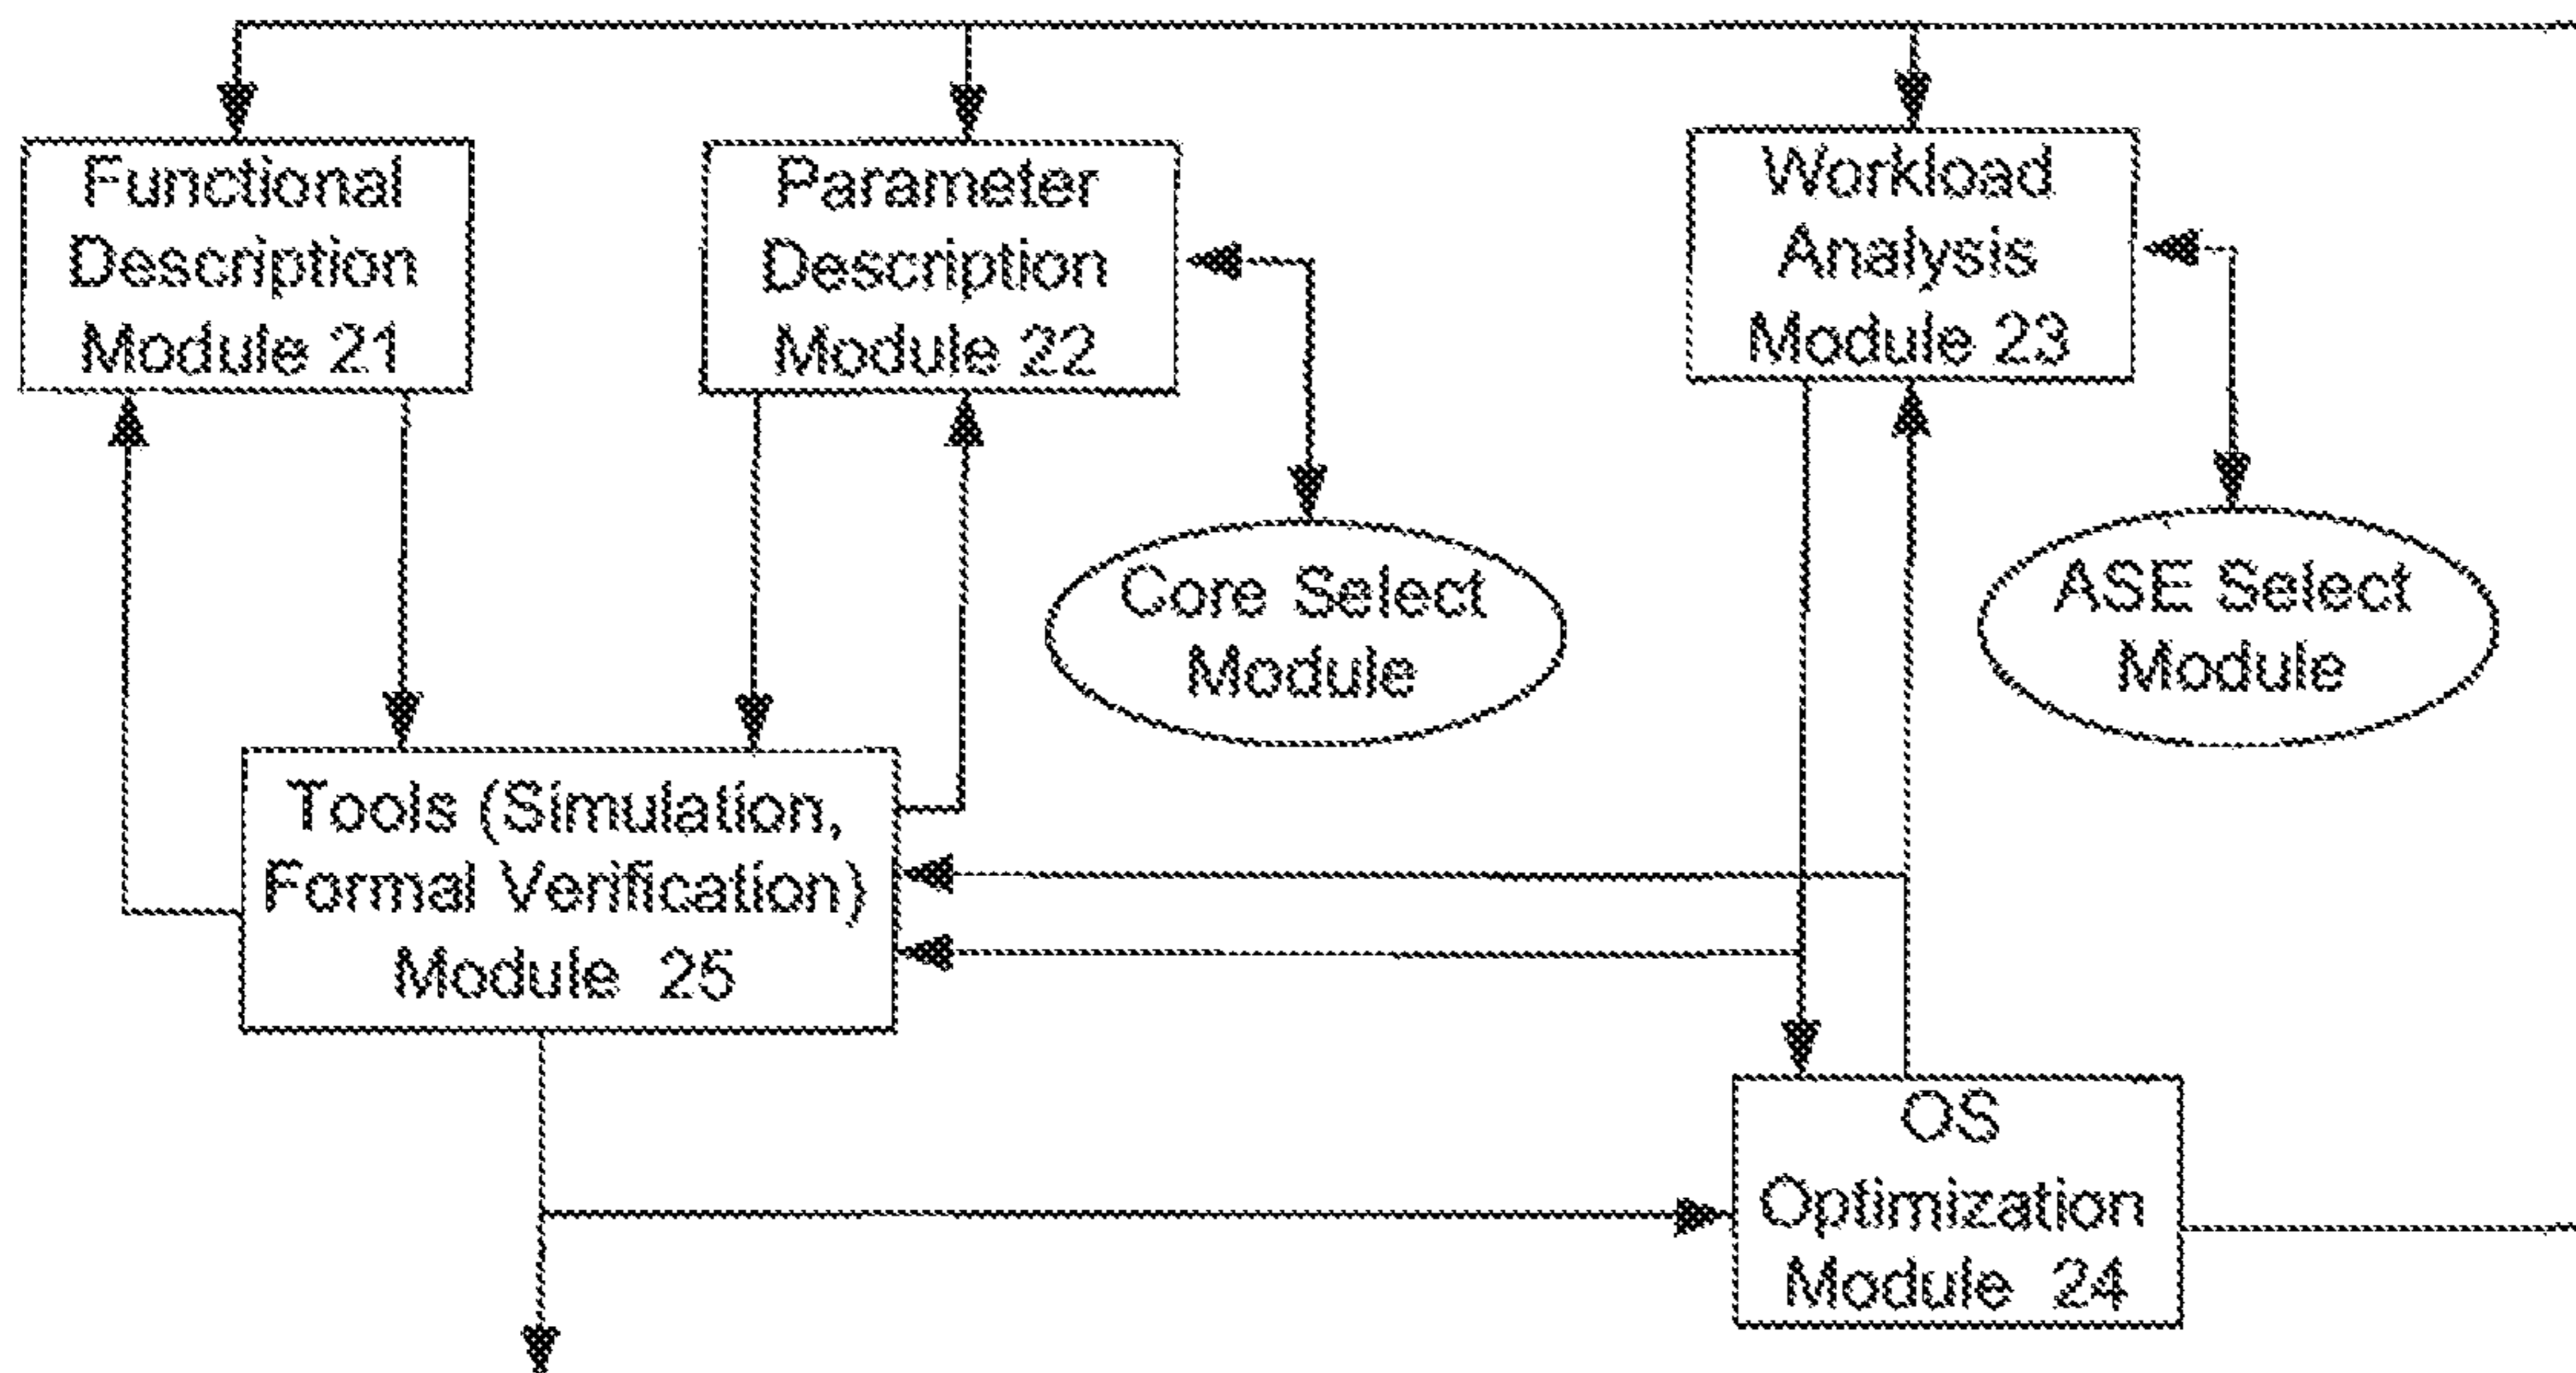 Functional
Description
Module 21
Parameter
Description
Module 22
Workload
Analysis
Module 23
Core Select
Module
ASE Select
Module
Tools (Simulation,
Formal Verification)
Module 25
OS
Optimization
Module 24